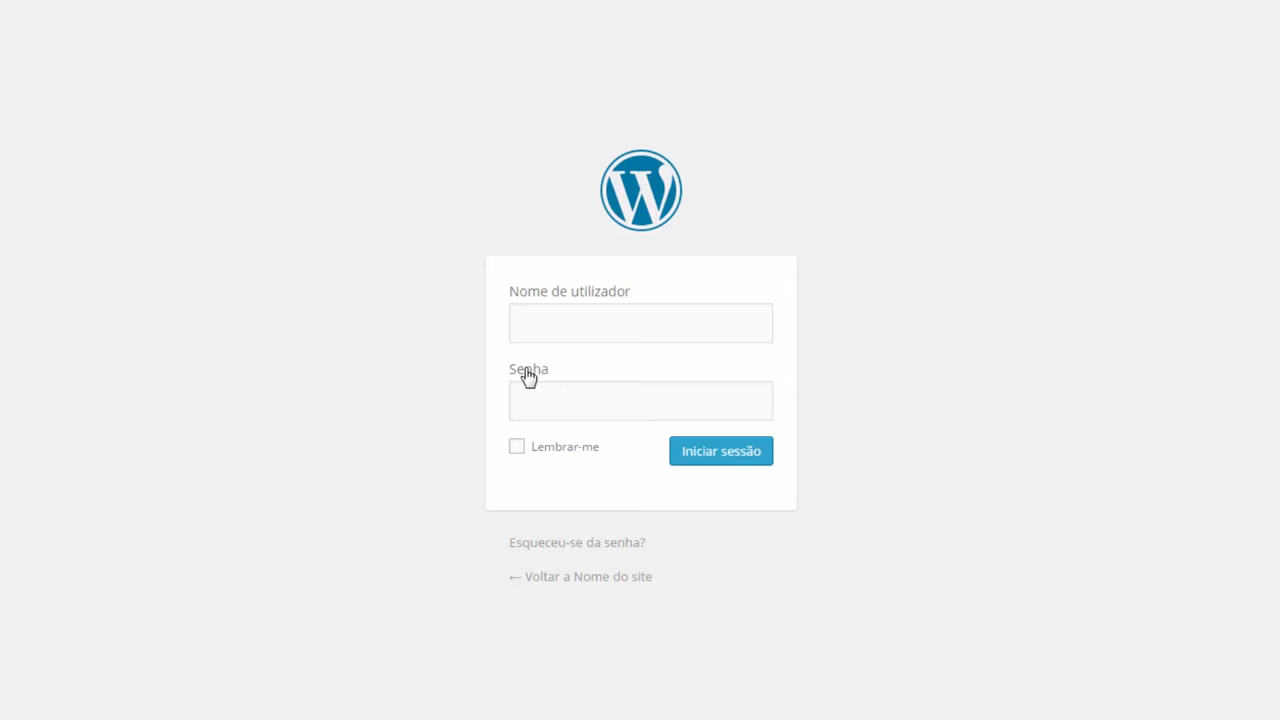 Nome de utilizador
Senha
Lembrar-me
Iniciar sessão
Esqueceu-se da senha?
← Voltar a Nome do site